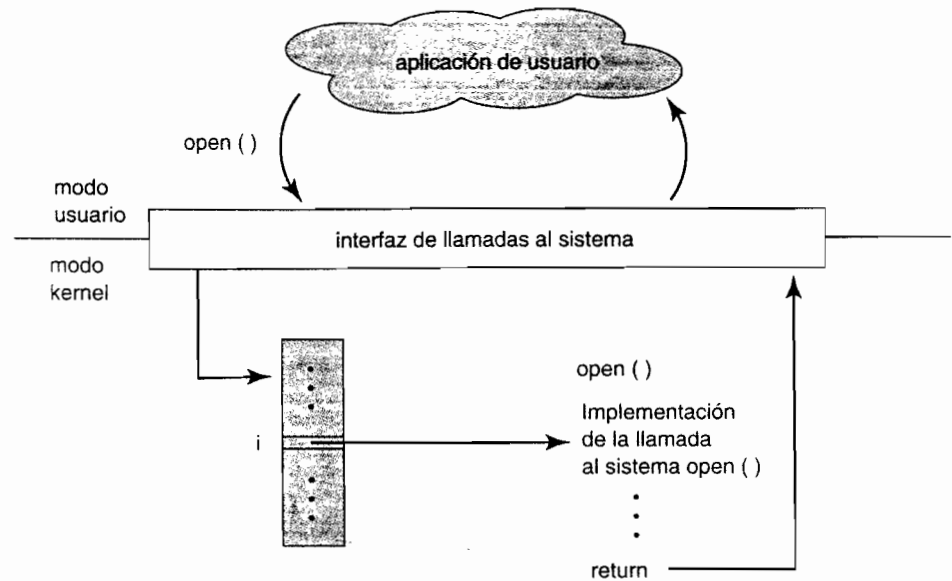 aplicación de usuario
open ( )
modo
usuario
interfaz de llamadas al sistema
modo
kernel
open ( )
Implementación
de la llamada
al sistema open ( )
i
return